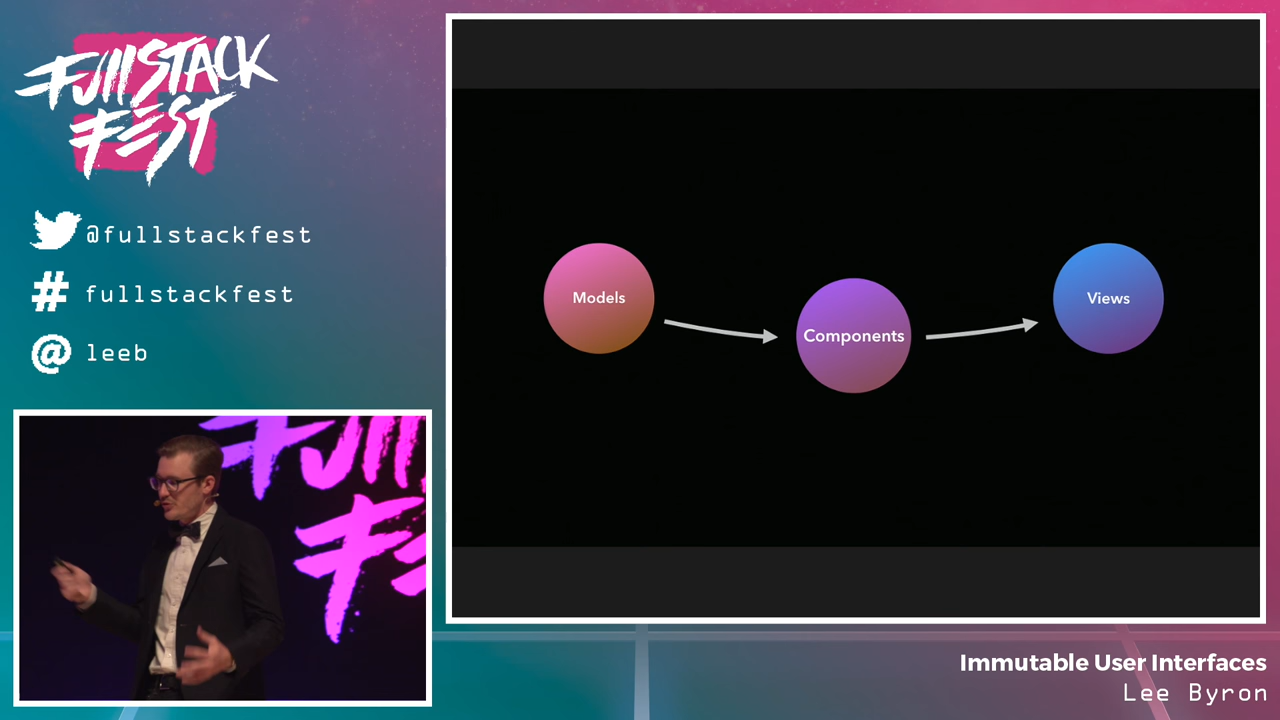 FullSTACK
FEST
@fullstackfest
# fullstackfest
@ leeb
Models
Components
Views
Immutable User Interfaces
Lee Byron